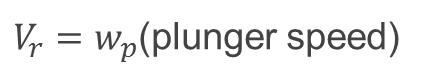 V_r = w_p(plunger speed)